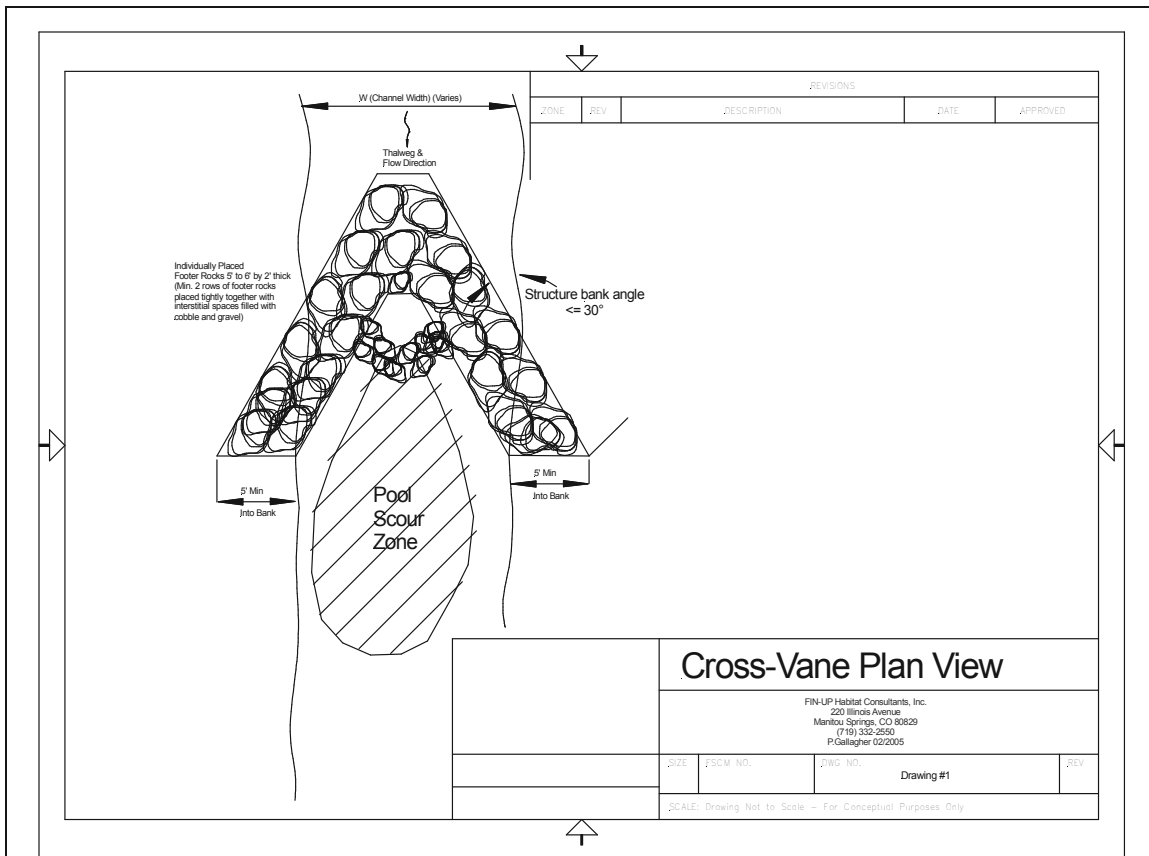 REVISIONS
ZONE REV DESCRIPTION DATE APPROVED
W (Channel Width) (Varies)
Thalweg &
Flow Direction
Individually Placed
Footer Rocks 5' to 6' by 2' thick
(Min. 2 rows of footer rocks
placed tightly together with
interstitial spaces filled with
cobble and gravel)
Structure bank angle
<= 30°
5' Min
Into Bank
5' Min
Into Bank
Pool
Scour
Zone
Cross-Vane Plan View
FIN-UP Habitat Consultants, Inc.
220 Illinois Avenue
Manitou Springs, CO 80829
(719) 332-2550
P.Gallagher 02/2005
SIZE FSCM NO. DWG NO. REV
Drawing #1
SCALE: Drawing Not to Scale - For Conceptual Purposes Only